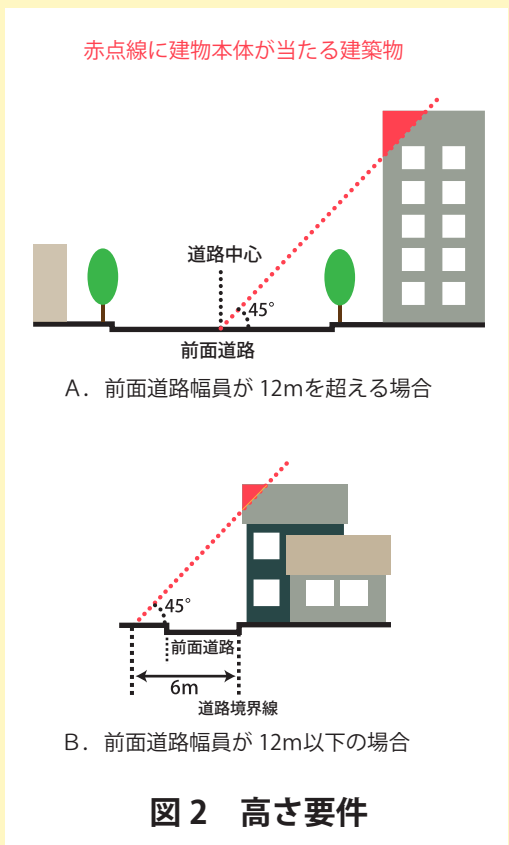 赤点線に建物本体が当たる建築物
道路中心
45°
前面道路
A．前面道路幅員が 12mを超える場合
45°
前面道路
6m
道路境界線
B．前面道路幅員が 12m以下の場合
図 2　高さ要件